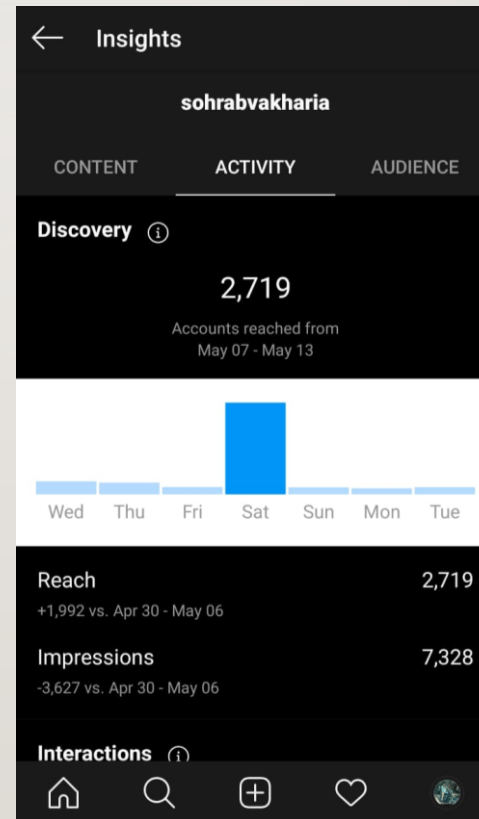 Insights
sohrabvakharia
CONTENT ACTIVITY AUDIENCE
Discovery
2,719
Accounts reached from
May 07 - May 13
Wed Thu Fri Sat Sun Mon Tue
Reach 2,719
+1,992 vs. Apr 30 - May 06
Impressions 7,328
-3,627 vs. Apr 30 - May 06
Interactions